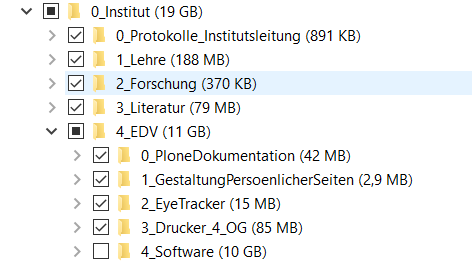 0_Institut (19 GB)
0_Protokolle_Institutsleitung (891 KB)
1_Lehre (188 MB)
2_Forschung (370 KB)
3_Literatur (79 MB)
4_EDV (11 GB)
0_PloneDokumentation (42 MB)
1_GestaltungPersoenlicherSeiten (2,9 MB)
2_EyeTracker (15 MB)
3_Drucker_4_OG (85 MB)
4_Software (10 GB)